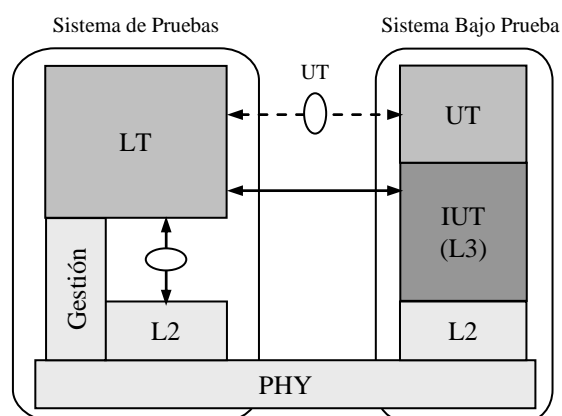 Sistema de Pruebas
Sistema Bajo Prueba
UT
LT
UT
IUT
(L3)
Gestión
L2
L2
PHY